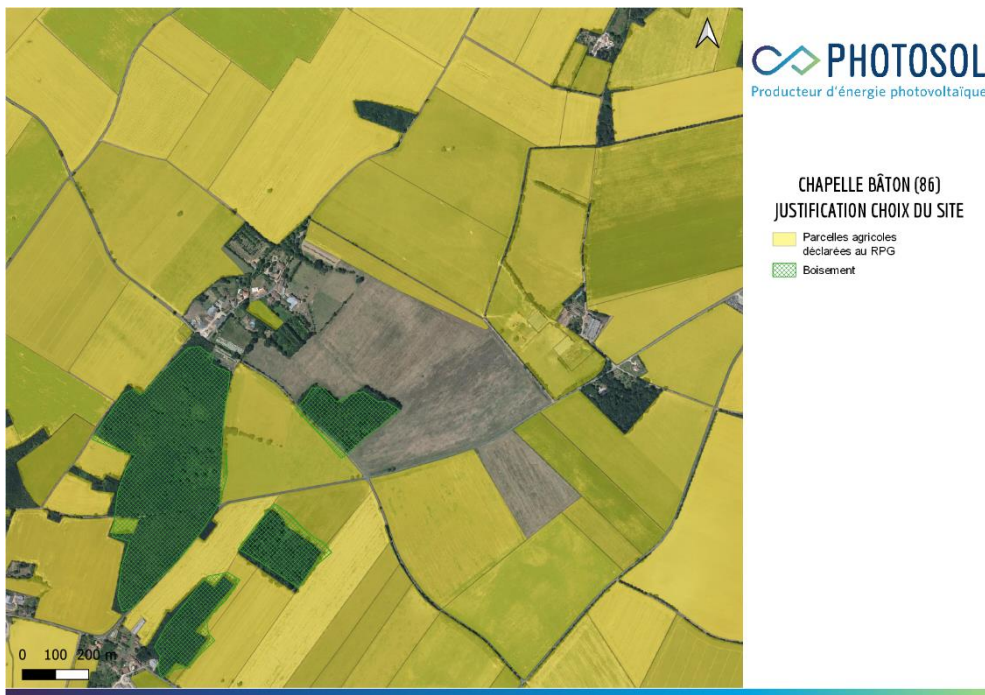 PHOTOSOL
Producteur d'énergie photovoltaïque
CHAPELLE BÂTON (86)
JUSTIFICATION CHOIX DU SITE
Parcelles agricoles
déclarées au RPG
Boisement
0 100 200 m